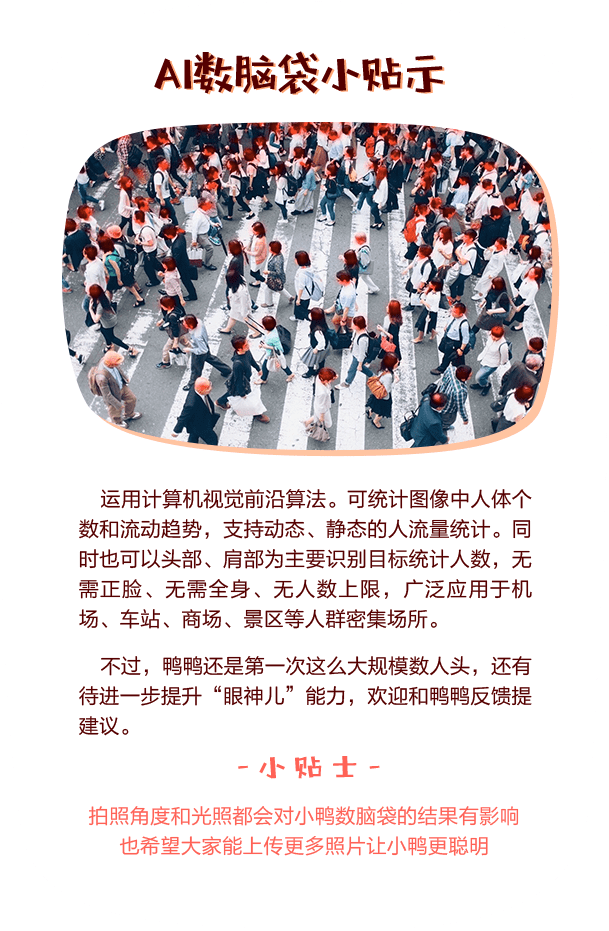 AI数脑袋小贴示
运用计算机视觉前沿算法。可统计图像中人体个
数和流动趋势，支持动态、静态的人流量统计。同
时也可以头部、肩部为主要识别目标统计人数，无
需正脸、无需全身、无人数上限，广泛应用于机
场、车站、商场、景区等人群密集场所。
不过，鸭鸭还是第一次这么大规模数人头，还有
待进一步提升“眼神儿”能力，欢迎和鸭鸭反馈提
建议。
- 小 贴 士 -
拍照角度和光照都会对小鸭数脑袋的结果有影响
也希望大家能上传更多照片让小鸭更聪明